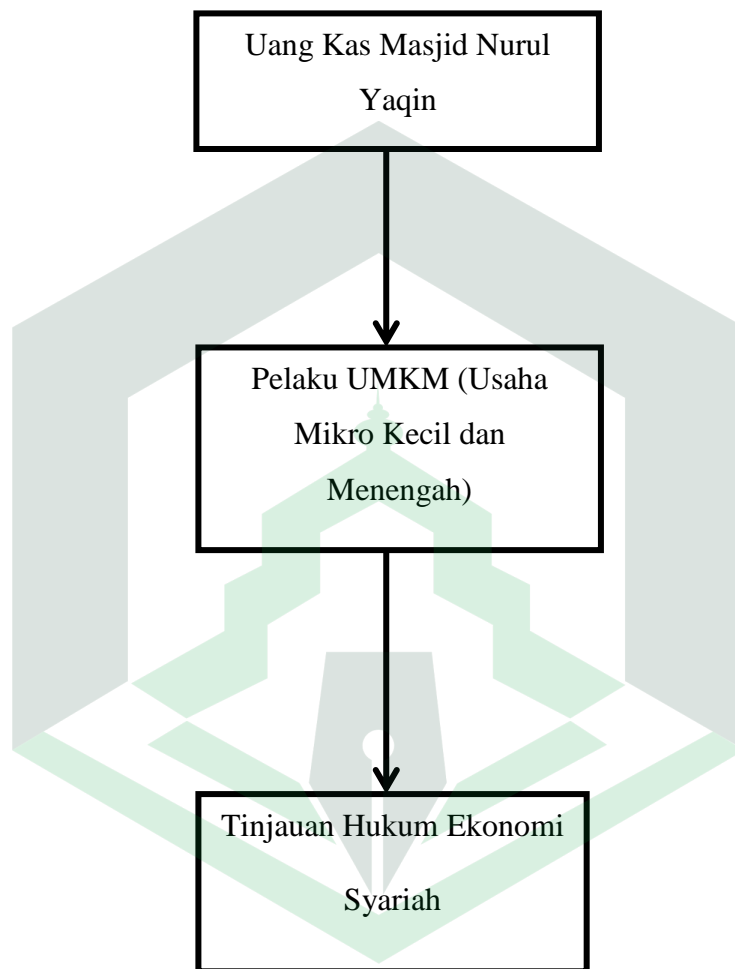 Uang Kas Masjid Nurul
Yaqin
Pelaku UMKM (Usaha
Mikro Kecil dan
Menengah)
Tinjauan Hukum Ekonomi
Syariah